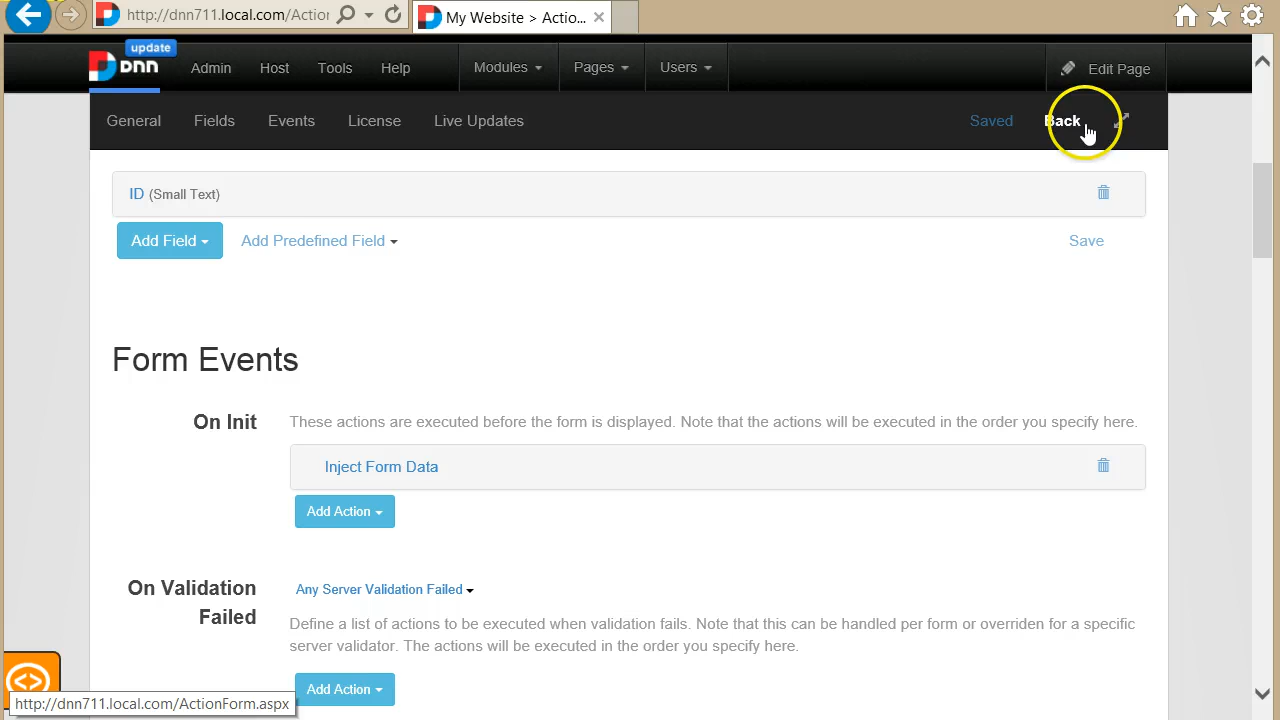 http://dnn711.local.com/Action
My Website > Actio...
update
DNN
Admin
Host
Tools
Help
Modules
Pages
Users
Edit Page
General
Fields
Events
License
Live Updates
Saved
Back
ID (Small Text)
Add Field
Add Predefined Field
Save
Form Events
On Init
These actions are executed before the form is displayed. Note that the actions will be executed in the order you specify here.
Inject Form Data
Add Action
On Validation
Failed
Any Server Validation Failed
Define a list of actions to be executed when validation fails. Note that this can be handled per form or overriden for a specific
server validator. The actions will be executed in the order you specify here.
Add Action
http://dnn711.local.com/ActionForm.aspx